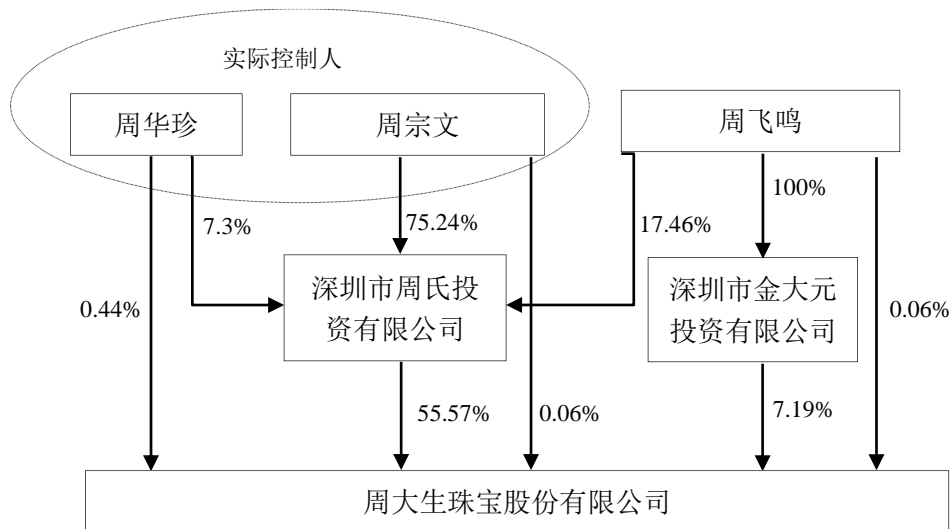 实际控制人
周华珍
周宗文
周飞鸣
100%
7.3%
75.24%
17.46%
深圳市周氏投
资有限公司
深圳市金大元
投资有限公司
0.44%
0.06%
55.57%
0.06%
7.19%
周大生珠宝股份有限公司